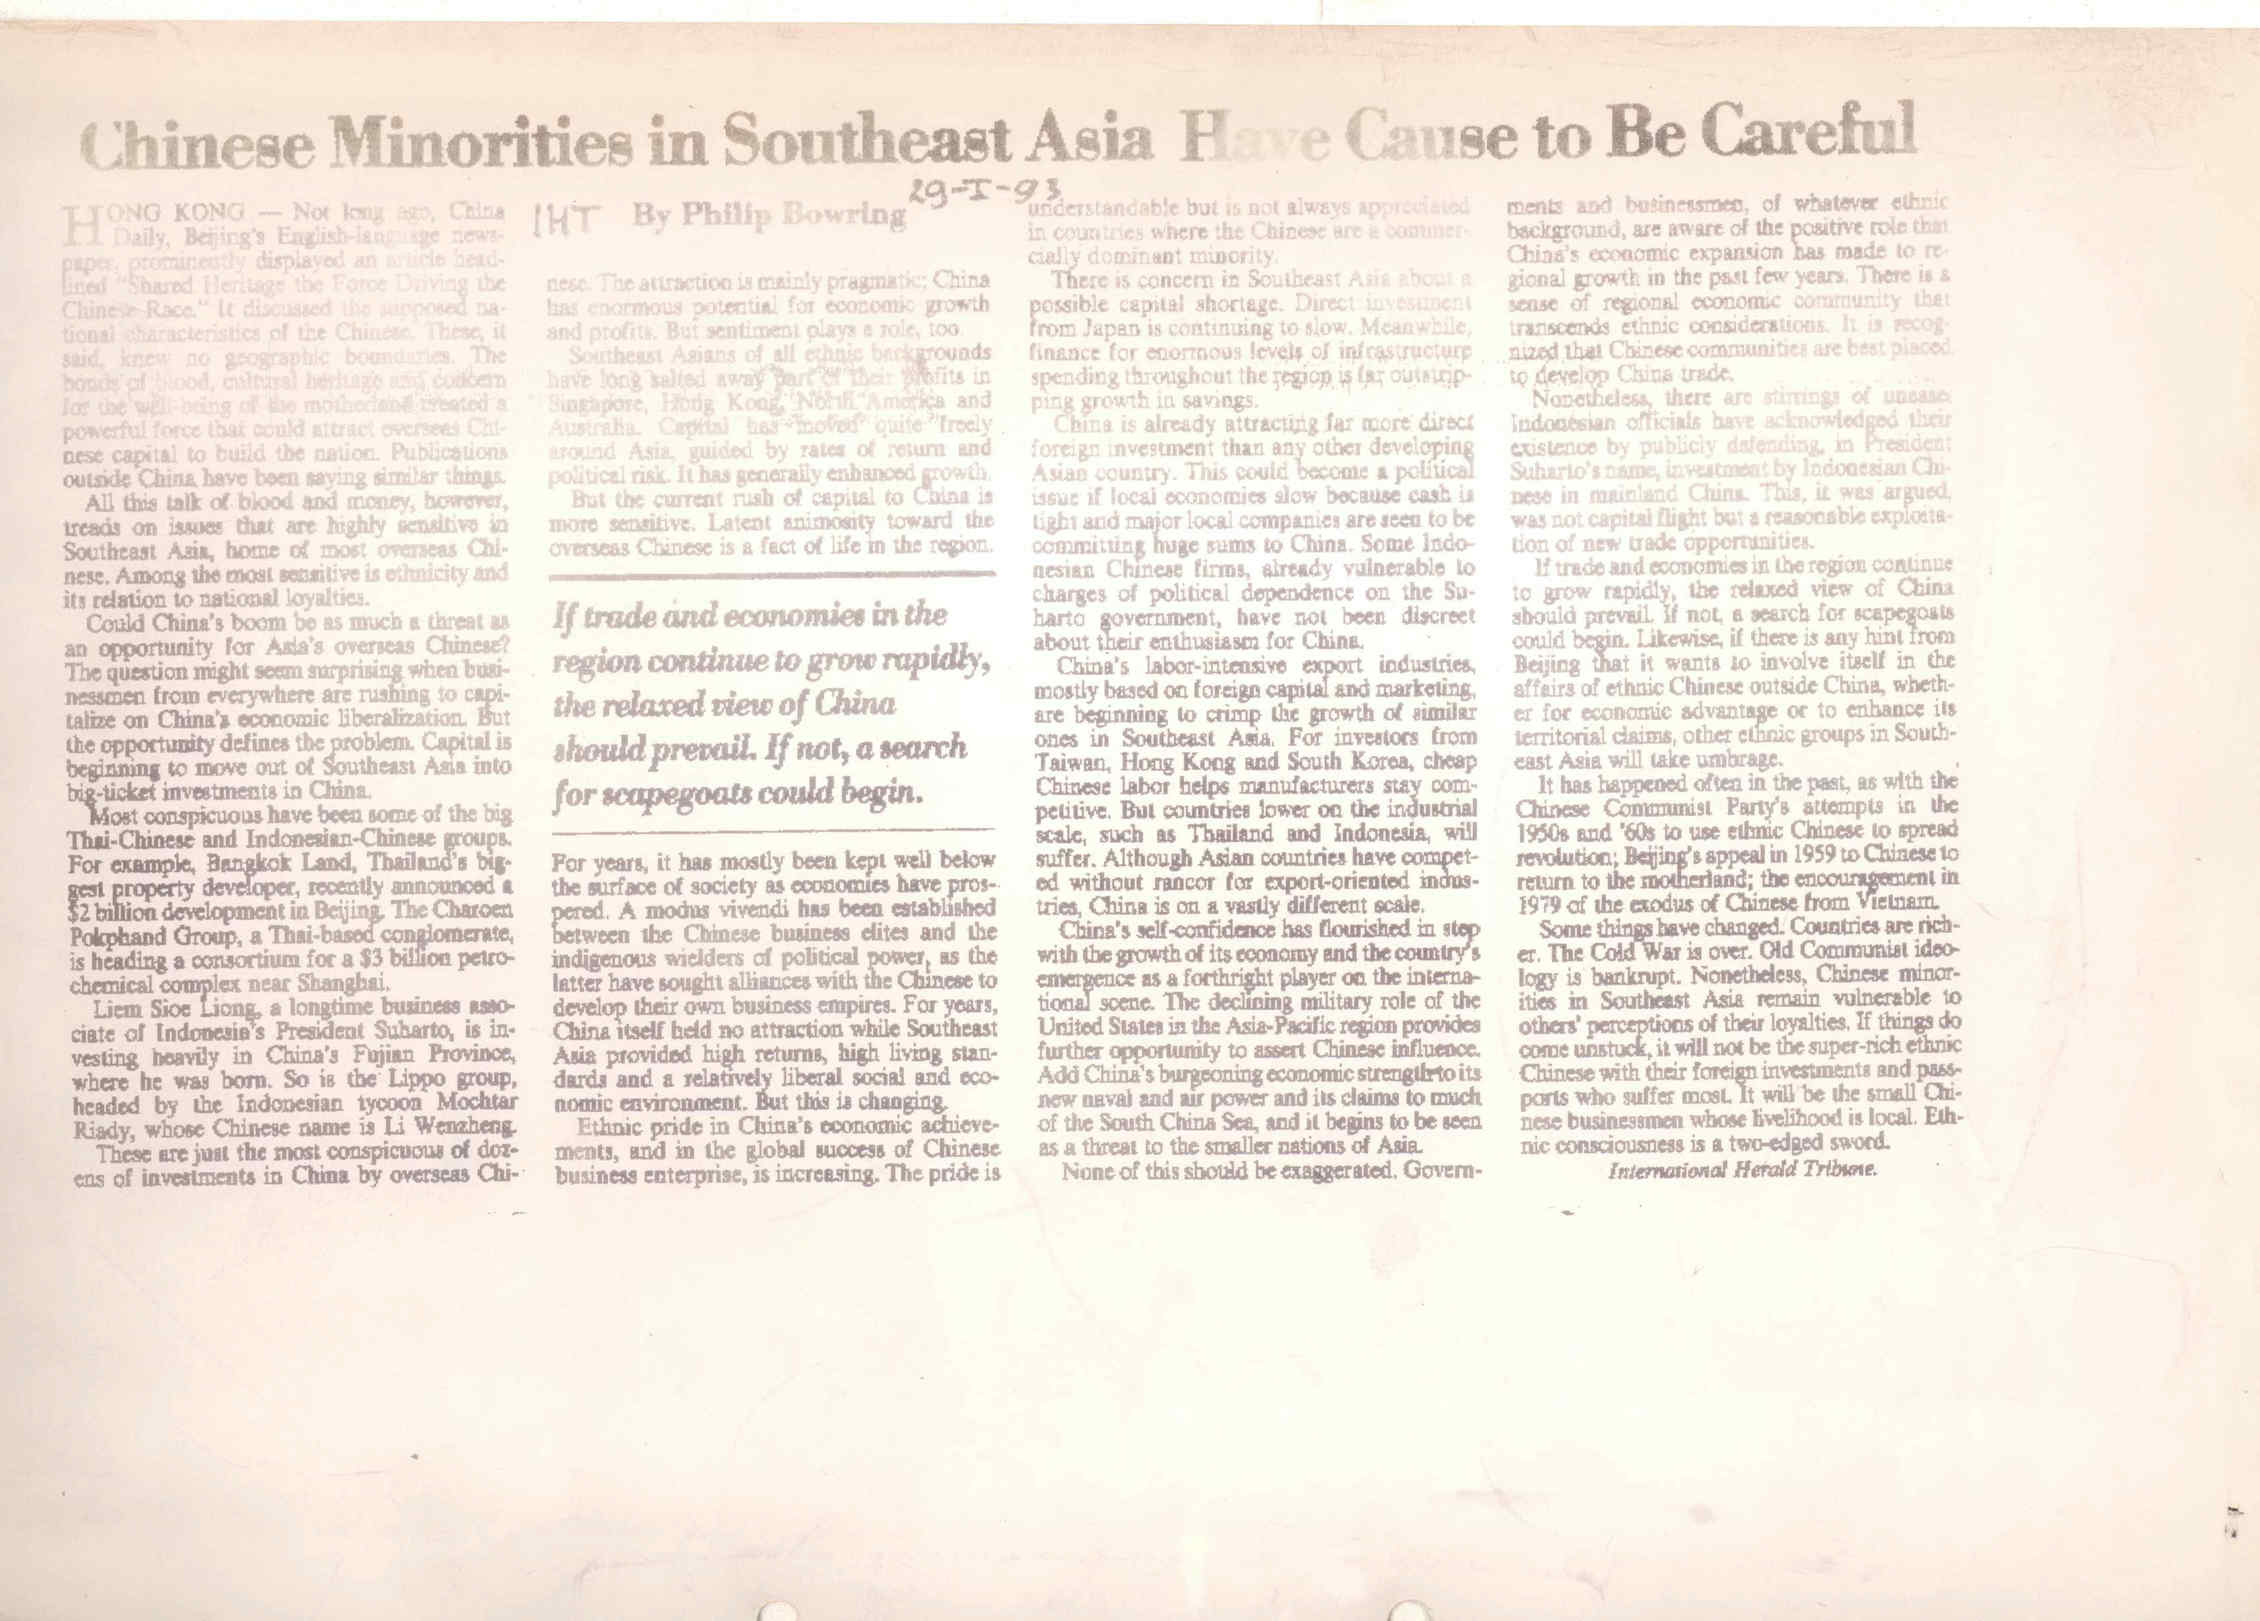 Chinese Minorities in Southeast Asia Have Cause to Be Careful
29-I-93
IHT By Philip Bowring
HONG KONG — Not long ago, China
Daily, Beijing's English-language news-
paper, prominently displayed an article head-
lined "Shared Heritage the Force Driving the
Chinese Race." It discussed the supposed na-
tional characteristics of the Chinese. These, it
said, knew no geographic boundaries. The
bonds of blood, cultural heritage and concern
for the well-being of the motherland created a
powerful force that could attract overseas Chi-
nese capital to build the nation. Publications
outside China have been saying similar things.
All this talk of blood and money, however,
treads on issues that are highly sensitive in
Southeast Asia, home of most overseas Chi-
nese. Among the most sensitive is ethnicity and
its relation to national loyalties.
Could China's boom be as much a threat as
an opportunity for Asia's overseas Chinese?
The question might seem surprising when busi-
nessmen from everywhere are rushing to capi-
talize on China's economic liberalization. But
the opportunity defines the problem. Capital is
beginning to move out of Southeast Asia into
big-ticket investments in China.
Most conspicuous have been some of the big
Thai-Chinese and Indonesian-Chinese groups.
For example, Bangkok Land, Thailand's big-
gest property developer, recently announced a
$2 billion development in Beijing. The Charoen
Pokphand Group, a Thai-based conglomerate,
is heading a consortium for a $3 billion petro-
chemical complex near Shanghai.
Liem Sioe Liong, a longtime business asso-
ciate of Indonesia's President Suharto, is in-
vesting heavily in China's Fujian Province,
where he was born. So is the Lippo group,
headed by the Indonesian tycoon Mochtar
Riady, whose Chinese name is Li Wenzheng.
These are just the most conspicuous of doz-
ens of investments in China by overseas Chi-
nese. The attraction is mainly pragmatic; China
has enormous potential for economic growth
and profits. But sentiment plays a role, too.
Southeast Asians of all ethnic backgrounds
have long salted away part of their profits in
Singapore, Hong Kong, North America and
Australia. Capital has moved quite freely
around Asia, guided by rates of return and
political risk. It has generally enhanced growth.
But the current rush of capital to China is
more sensitive. Latent animosity toward the
overseas Chinese is a fact of life in the region.
If trade and economies in the
region continue to grow rapidly,
the relaxed view of China
should prevail. If not, a search
for scapegoats could begin.
For years, it has mostly been kept well below
the surface of society as economies have pros-
pered. A modus vivendi has been established
between the Chinese business elites and the
indigenous wielders of political power, as the
latter have sought alliances with the Chinese to
develop their own business empires. For years,
China itself held no attraction while Southeast
Asia provided high returns, high living stan-
dards and a relatively liberal social and eco-
nomic environment. But this is changing.
Ethnic pride in China's economic achieve-
ments, and in the global success of Chinese
business enterprise, is increasing. The pride is
understandable but is not always appreciated
in countries where the Chinese are a commer-
cially dominant minority.
There is concern in Southeast Asia about a
possible capital shortage. Direct investment
from Japan is continuing to slow. Meanwhile,
finance for enormous levels of infrastructure
spending throughout the region is far outstrip-
ping growth in savings.
China is already attracting far more direct
foreign investment than any other developing
Asian country. This could become a political
issue if local economies slow because cash is
tight and major local companies are seen to be
committing huge sums to China. Some Indo-
nesian Chinese firms, already vulnerable to
charges of political dependence on the Su-
harto government, have not been discreet
about their enthusiasm for China.
China's labor-intensive export industries,
mostly based on foreign capital and marketing,
are beginning to crimp the growth of similar
ones in Southeast Asia. For investors from
Taiwan, Hong Kong and South Korea, cheap
Chinese labor helps manufacturers stay com-
petitive. But countries lower on the industrial
scale, such as Thailand and Indonesia, will
suffer. Although Asian countries have compet-
ed without rancor for export-oriented indus-
tries, China is on a vastly different scale.
China's self-confidence has flourished in step
with the growth of its economy and the country's
emergence as a forthright player on the interna-
tional scene. The declining military role of the
United States in the Asia-Pacific region provides
further opportunity to assert Chinese influence.
Add China's burgeoning economic strength to its
new naval and air power and its claims to much
of the South China Sea, and it begins to be seen
as a threat to the smaller nations of Asia.
None of this should be exaggerated. Govern-
ments and businessmen, of whatever ethnic
background, are aware of the positive role that
China's economic expansion has made to re-
gional growth in the past few years. There is a
sense of regional economic community that
transcends ethnic considerations. It is recog-
nized that Chinese communities are best placed
to develop China trade.
Nonetheless, there are stirrings of unease.
Indonesian officials have acknowledged their
existence by publicly defending, in President
Suharto's name, investment by Indonesian Chi-
nese in mainland China. This, it was argued,
was not capital flight but a reasonable exploita-
tion of new trade opportunities.
If trade and economies in the region continue
to grow rapidly, the relaxed view of China
should prevail. If not, a search for scapegoats
could begin. Likewise, if there is any hint from
Beijing that it wants to involve itself in the
affairs of ethnic Chinese outside China, wheth-
er for economic advantage or to enhance its
territorial claims, other ethnic groups in South-
east Asia will take umbrage.
It has happened often in the past, as with the
Chinese Communist Party's attempts in the
1950s and '60s to use ethnic Chinese to spread
revolution; Beijing's appeal in 1959 to Chinese to
return to the motherland; the encouragement in
1979 of the exodus of Chinese from Vietnam.
Some things have changed. Countries are rich-
er. The Cold War is over. Old Communist ideo-
logy is bankrupt. Nonetheless, Chinese minor-
ities in Southeast Asia remain vulnerable to
others' perceptions of their loyalties. If things do
come unstuck, it will not be the super-rich ethnic
Chinese with their foreign investments and pass-
ports who suffer most. It will be the small Chi-
nese businessmen whose livelihood is local. Eth-
nic consciousness is a two-edged sword.
International Herald Tribune.